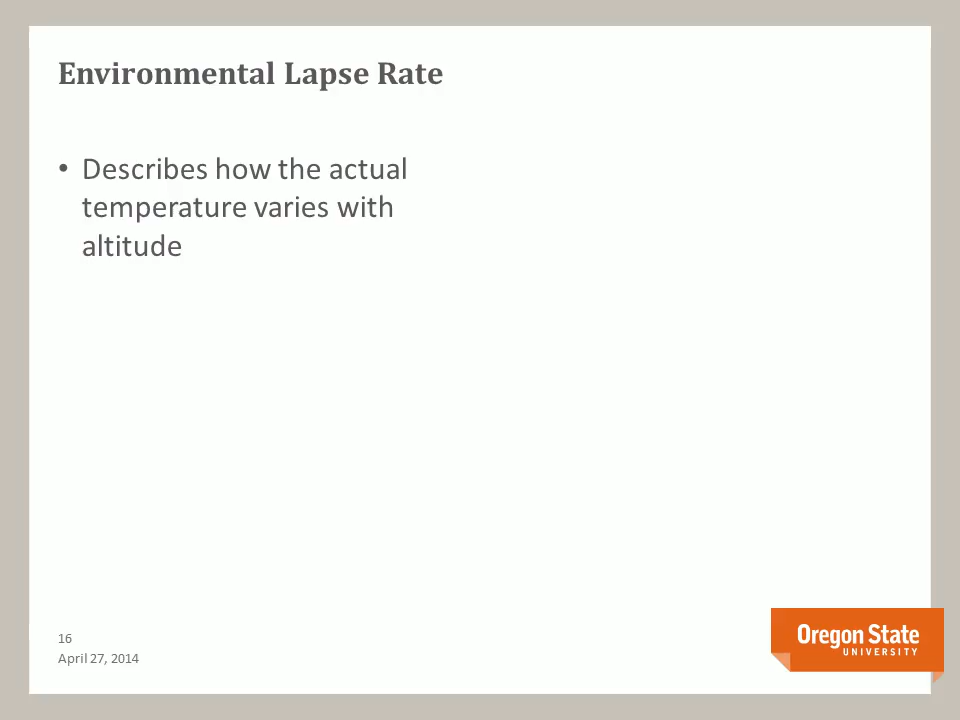 Environmental Lapse Rate
• Describes how the actual
temperature varies with
altitude
16
April 27, 2014
Oregon State
UNIVERSITY